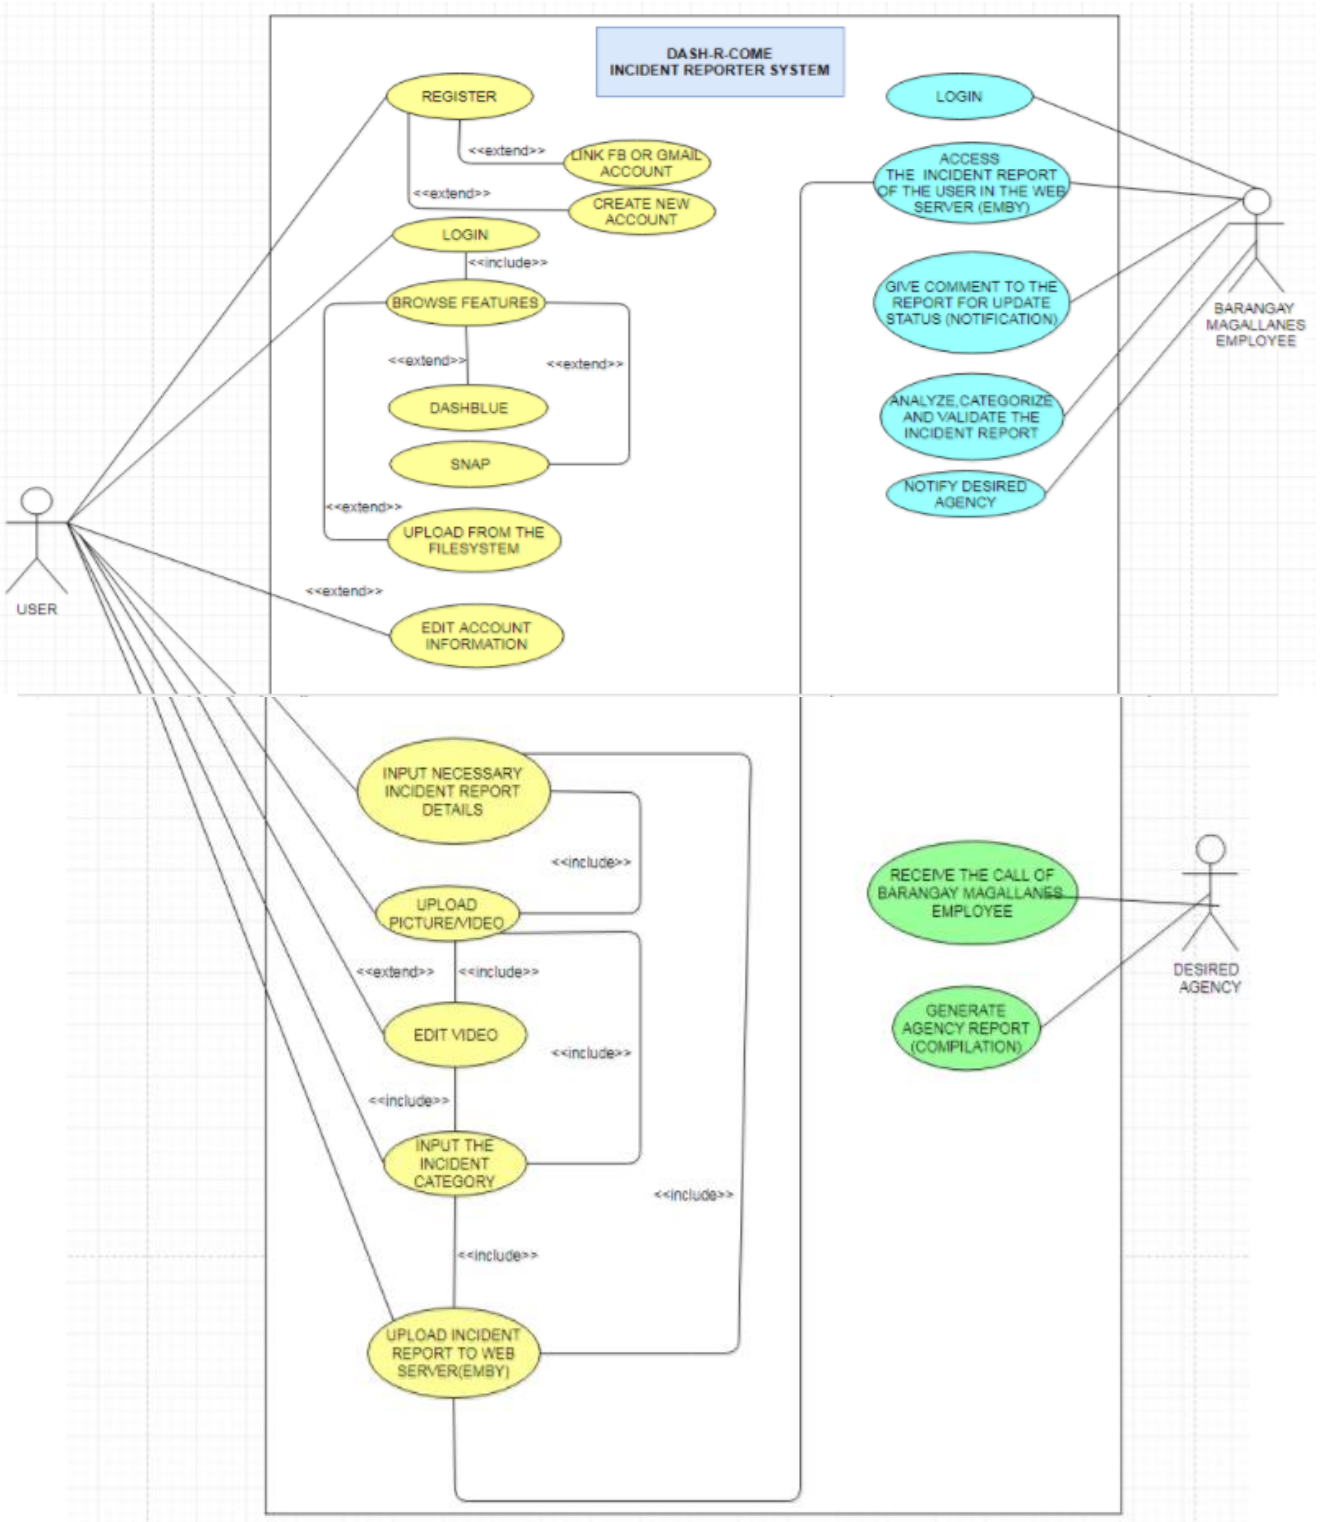 DASH-R-COME
INCIDENT REPORTER SYSTEM
REGISTER
LOGIN
<<extend>>
LINK FB OR GMAIL
ACCOUNT
ACCESS
THE INCIDENT REPORT
OF THE USER IN THE WEB
SERVER (EMBY)
<<extend>>
CREATE NEW
ACCOUNT
LOGIN
<<include>>
BROWSE FEATURES
GIVE COMMENT TO THE
REPORT FOR UPDATE
STATUS (NOTIFICATION)
BARANGAY
MAGALLANES
EMPLOYEE
<<extend>>
<<extend>>
DASHBLUE
ANALYZE,CATEGORIZE
AND VALIDATE THE
INCIDENT REPORT
SNAP
NOTIFY DESIRED
AGENCY
<<extend>>
UPLOAD FROM THE
FILESYSTEM
<<extend>>
USER
EDIT ACCOUNT
INFORMATION
INPUT NECESSARY
INCIDENT REPORT
DETAILS
<<include>>
RECEIVE THE CALL OF
BARANGAY MAGALLANES
EMPLOYEE
UPLOAD
PICTURE/VIDEO
<<extend>>
<<include>>
DESIRED
AGENCY
EDIT VIDEO
GENERATE
AGENCY REPORT
(COMPILATION)
<<include>>
<<include>>
INPUT THE
INCIDENT
CATEGORY
<<include>>
<<include>>
UPLOAD INCIDENT
REPORT TO WEB
SERVER(EMBY)